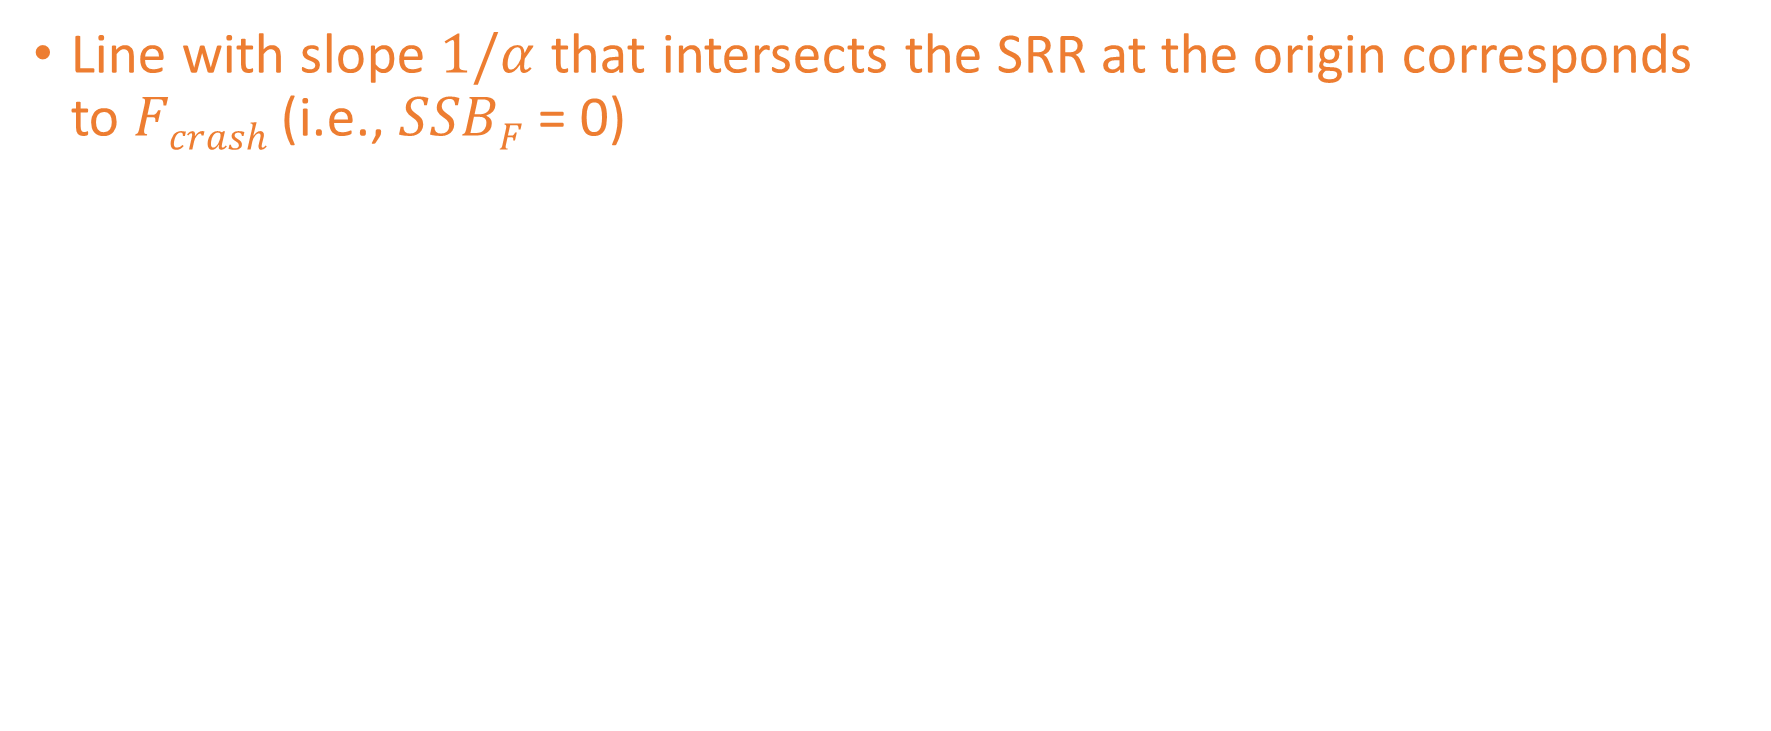 • Line with slope 1/α that intersects the SRR at the origin corresponds
to F_crash (i.e., SSB_F = 0)